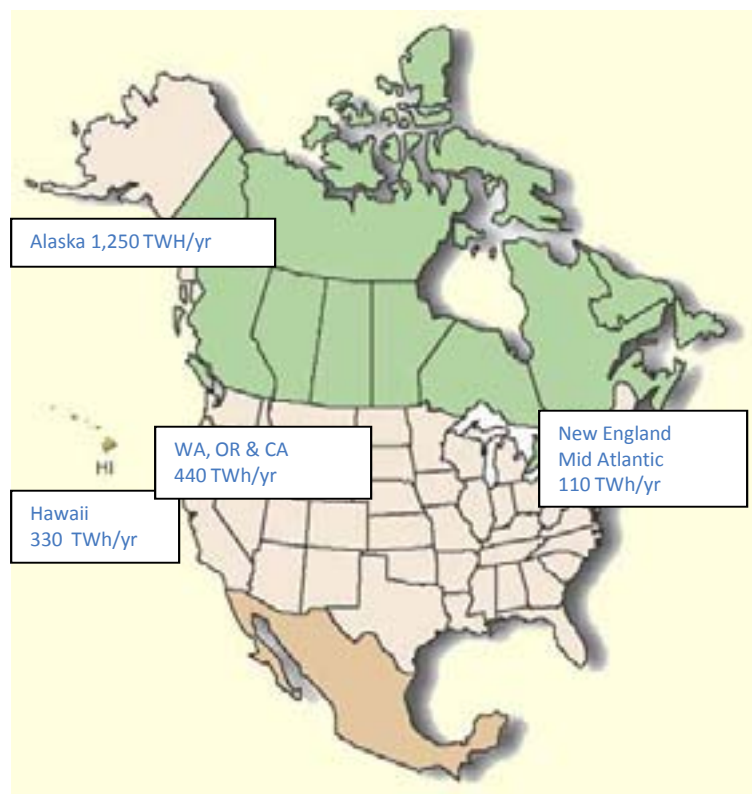 Alaska 1,250 TWH/yr
HI
WA, OR & CA
440 TWh/yr
New England
Mid Atlantic
110 TWh/yr
Hawaii
330 TWh/yr